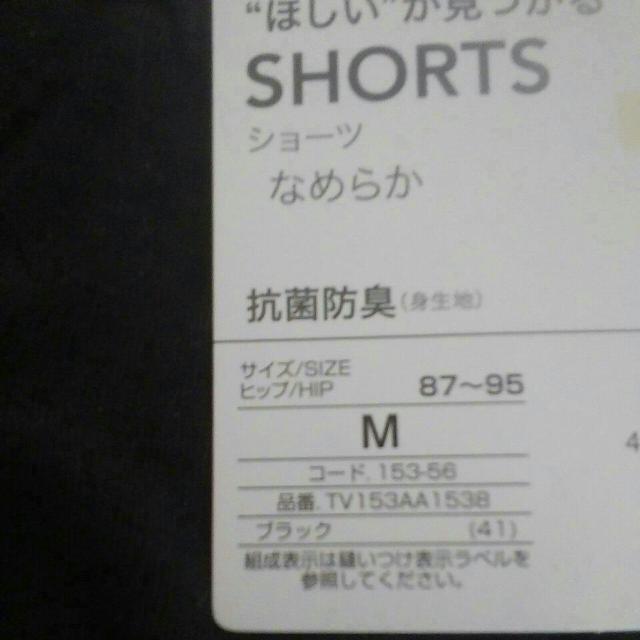 "ほしい"が見つかる
SHORTS
ショーツ
なめらか
抗菌防臭(身生地)
サイズ/SIZE
ヒップ/HIP 87~95
M
コード. 153-56
品番. TV153AA153B
ブラック (41)
組成表示は縫いつけ表示ラベルを
参照してください。
4